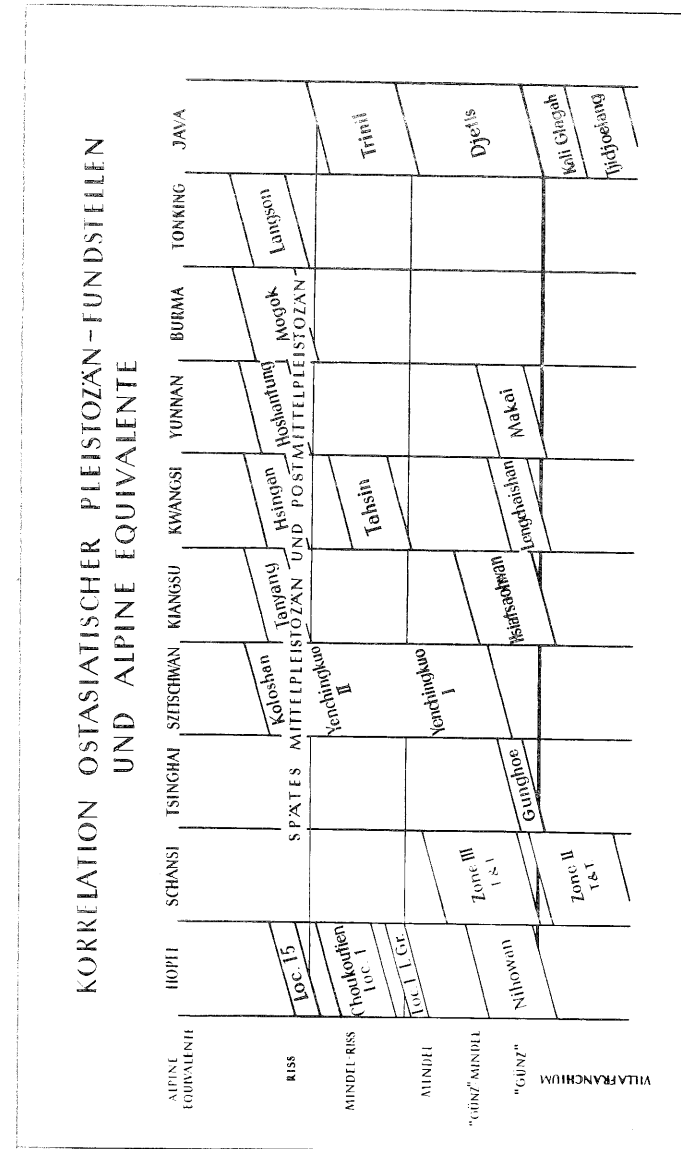 KORRELATION OSTASIATISCHER PLEISTOZÄN-FUNDSTELLEN
UND ALPINE EQUIVALENTE
ALPINE
EQUIVALENTE
HOPEI
SCHANSI
TSINGHAI
SZETSCHWAN
KIANGSU
KWANGSI
YUNNAN
BURMA
TONKING
JAVA
RISS
Loc. 15
Koloshan
Tanyang
Hsingan
Hoshantung
Mogok
Langson
SPÄTES MITTELPLEISTOZÄN UND POSTMITTELPLEISTOZÄN-
MINDEL-RISS
Choukoutien
Loc. 1
Yenchingkuo
II
Tahsin
Trinil
MINDEL
Loc. 1 L. Gr.
Yenchingkuo
I
"GÜNZ" MINDEL
Zone III
T & T
Djetis
"GÜNZ"
Nihowan
Gunghoe
Hsiatsaohwan
Lengchaishan
Makai
VILLAFRANCHIUM
Zone II
T & T
Kali Glagah
Tjidjoelang